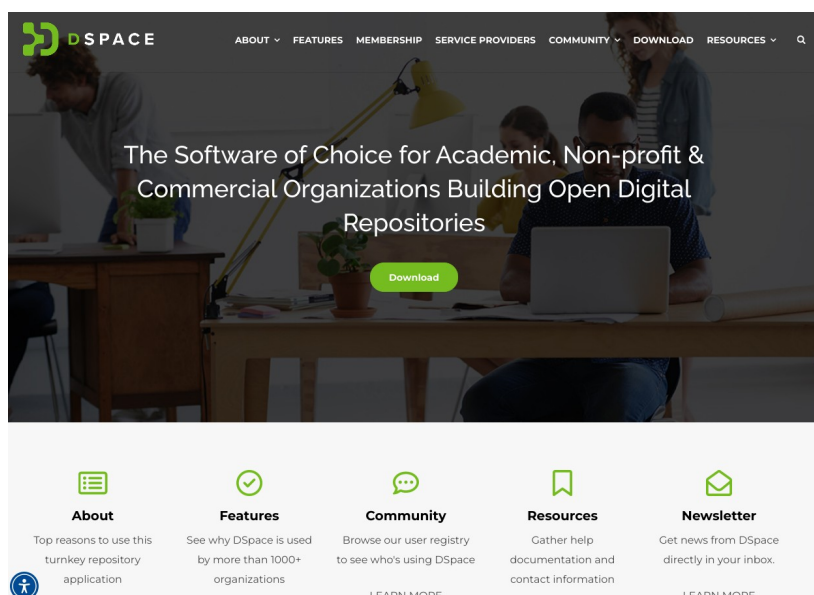 DSPACE
ABOUT FEATURES MEMBERSHIP SERVICE PROVIDERS COMMUNITY DOWNLOAD RESOURCES
The Software of Choice for Academic, Non-profit &
Commercial Organizations Building Open Digital
Repositories
Download
About
Top reasons to use this
turnkey repository
application
Features
See why DSpace is used
by more than 1000+
organizations
Community
Browse our user registry
to see who's using DSpace
LEARN MORE
Resources
Gather help
documentation and
contact information
Newsletter
Get news from DSpace
directly in your inbox.
LEARN MORE